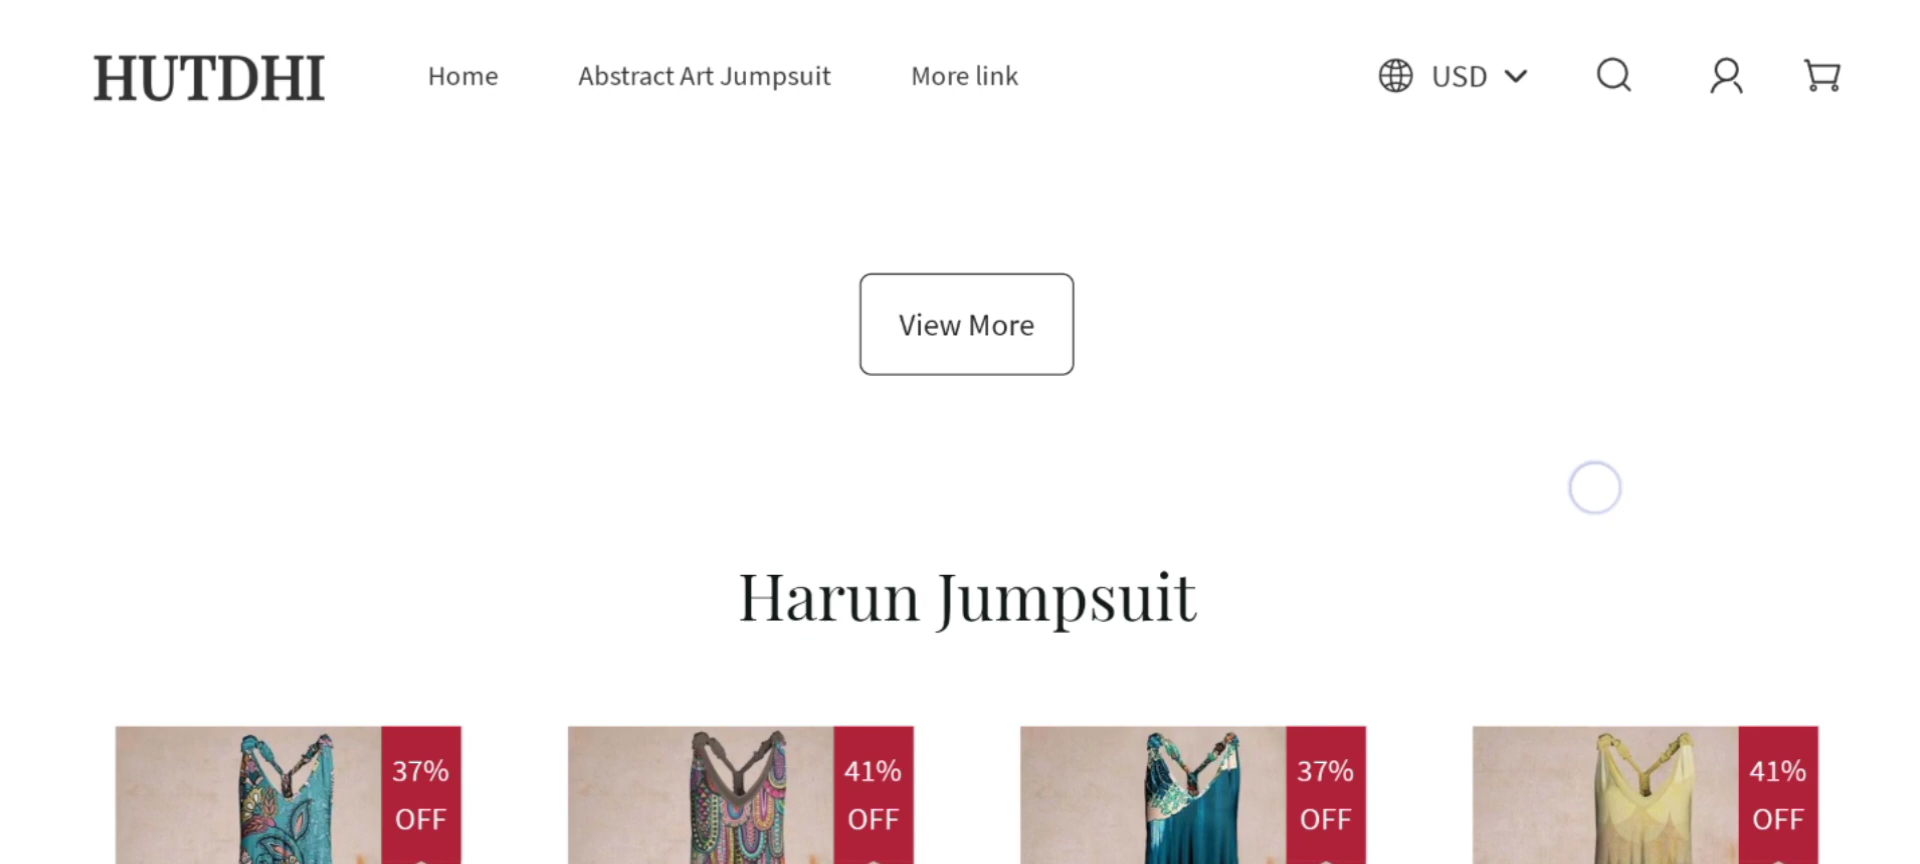 HUTDHI
Home
Abstract Art Jumpsuit
More link
USD
View More
Harun Jumpsuit
37%
OFF
41%
OFF
37%
OFF
41%
OFF